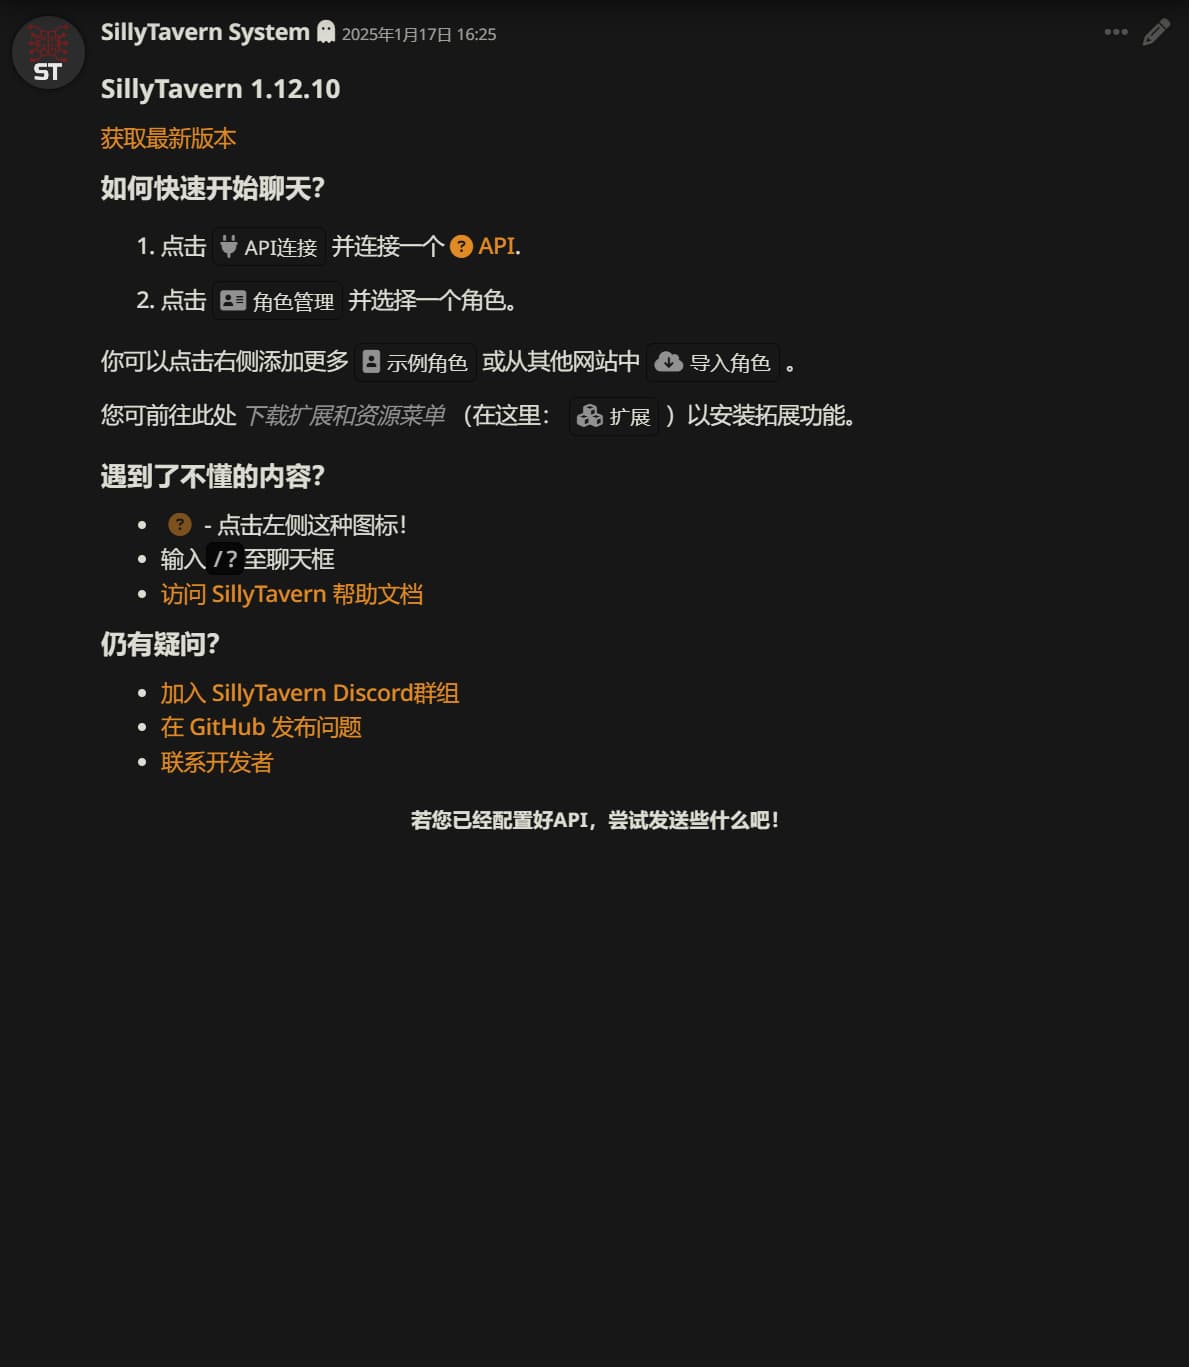 SillyTavern System 2025年1月17日 16:25
ST
SillyTavern 1.12.10
获取最新版本
如何快速开始聊天？
1. 点击 API连接 并连接一个 ? API.
2. 点击 角色管理 并选择一个角色。
你可以点击右侧添加更多 示例角色 或从其他网站中 导入角色 。
您可前往此处 下载扩展和资源菜单 （在这里： 扩展 ）以安装拓展功能。
遇到了不懂的内容？
• ? - 点击左侧这种图标！
• 输入 /? 至聊天框
• 访问 SillyTavern 帮助文档
仍有疑问？
• 加入 SillyTavern Discord群组
• 在 GitHub 发布问题
• 联系开发者
若您已经配置好API，尝试发送些什么吧！